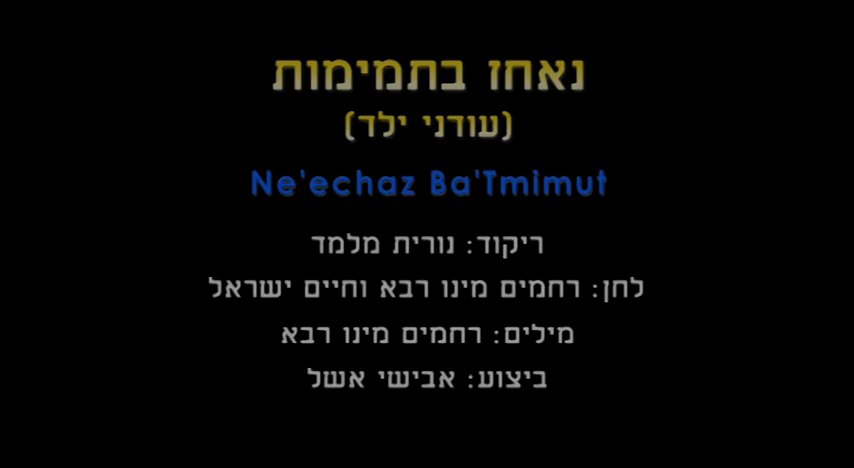 נאחז בתמימות
(עודני ילד)
Ne'echaz Ba'Tmimut
ריקוד: נורית מלמד
לחן: רחמים מינו רבא וחיים ישראל
מילים: רחמים מינו רבא
ביצוע: אבישי אשל